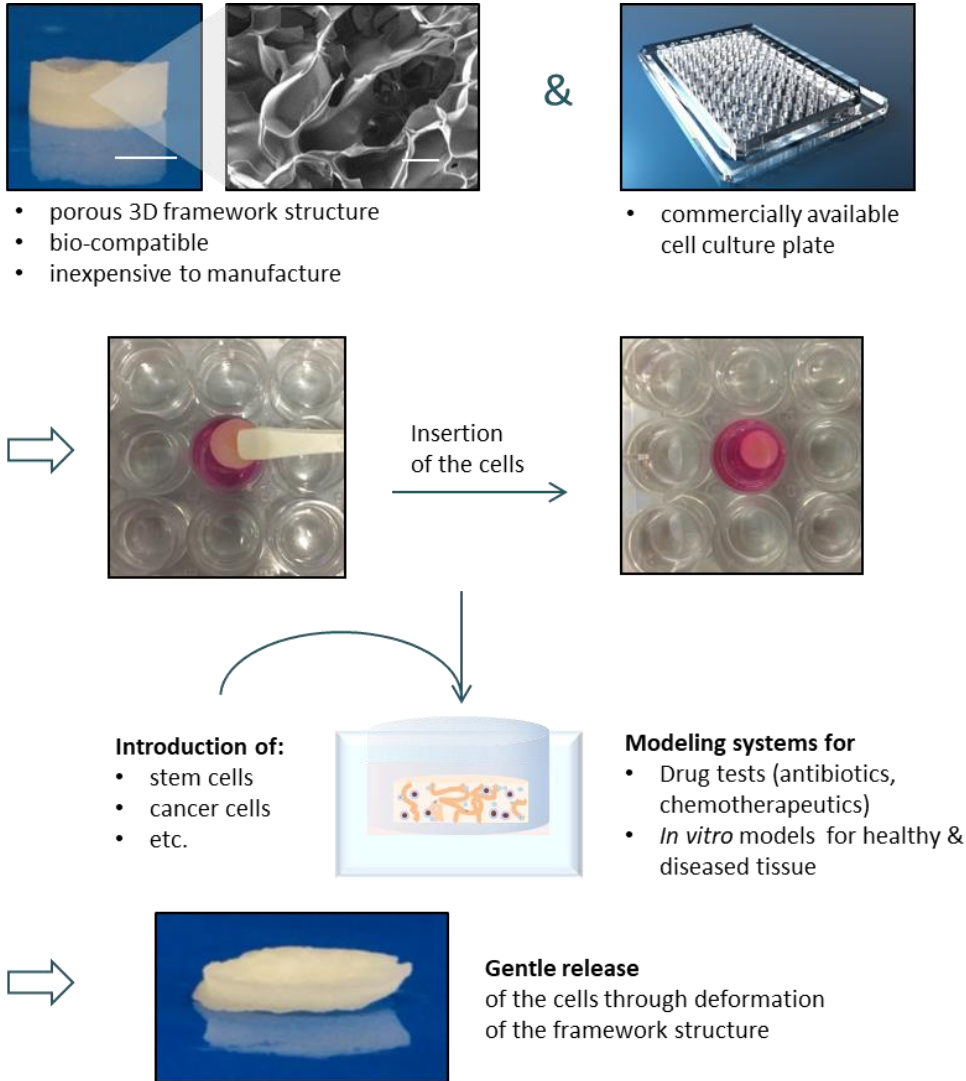 &
• porous 3D framework structure
• bio-compatible
• inexpensive to manufacture
• commercially available
cell culture plate
Insertion
of the cells
Introduction of:
• stem cells
• cancer cells
• etc.
Modeling systems for
• Drug tests (antibiotics,
chemotherapeutics)
• In vitro models for healthy &
diseased tissue
Gentle release
of the cells through deformation
of the framework structure